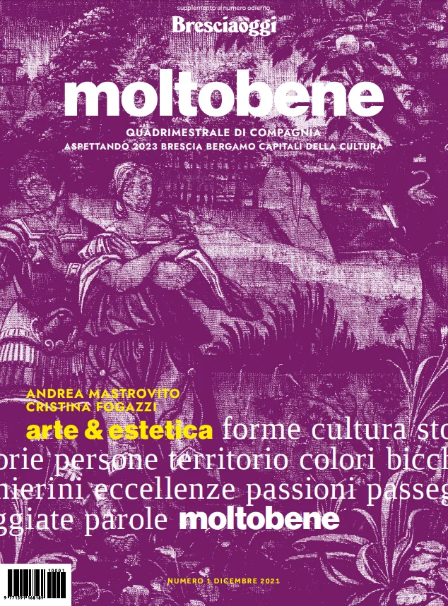 supplemento al numero odierno
Bresciaoggi
moltobene
QUADRIMESTRALE DI COMPAGNIA
ASPETTANDO 2023 BRESCIA BERGAMO CAPITALI DELLA CULTURA
ANDREA MASTROVITO
CRISTINA FOGAZZI
arte & estetica forme cultura sto
orie persone territorio colori bicch
hierini eccellenze passioni passeg
ggiate parole moltobene
NUMERO 1 DICEMBRE 2021